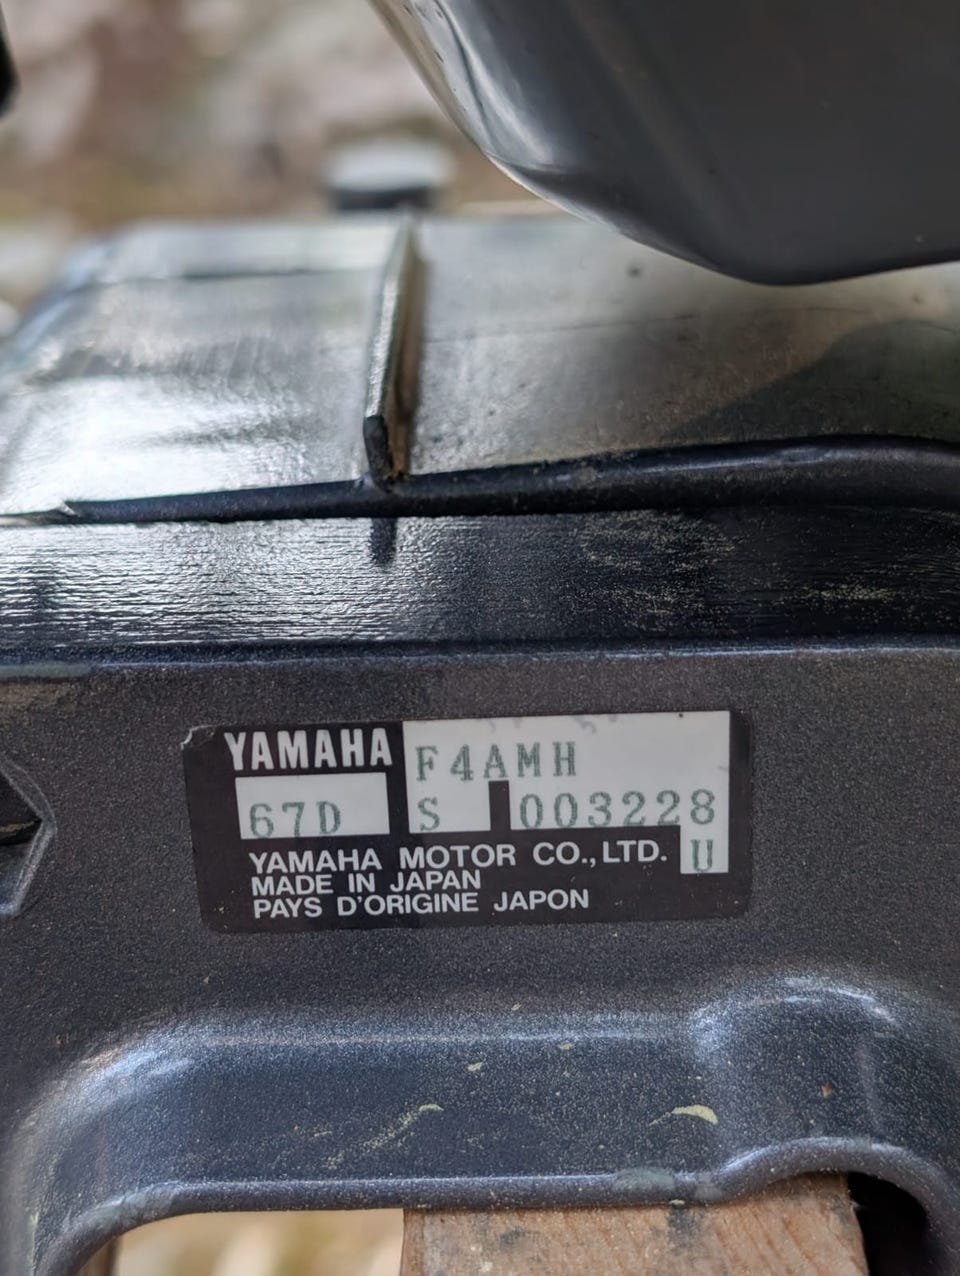 YAMAHA F4AMH
67D S 003228
U
YAMAHA MOTOR CO.,LTD.
MADE IN JAPAN
PAYS D'ORIGINE JAPON